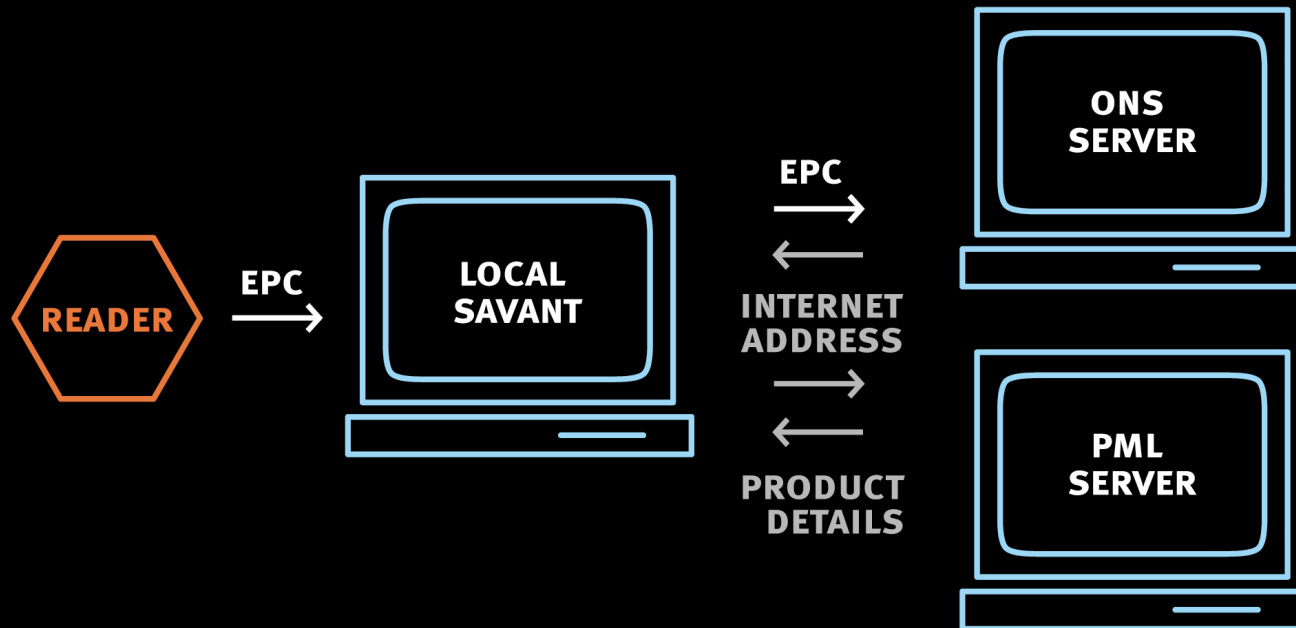 READER
EPC
LOCAL
SAVANT
EPC
INTERNET
ADDRESS
PRODUCT
DETAILS
ONS
SERVER
PML
SERVER